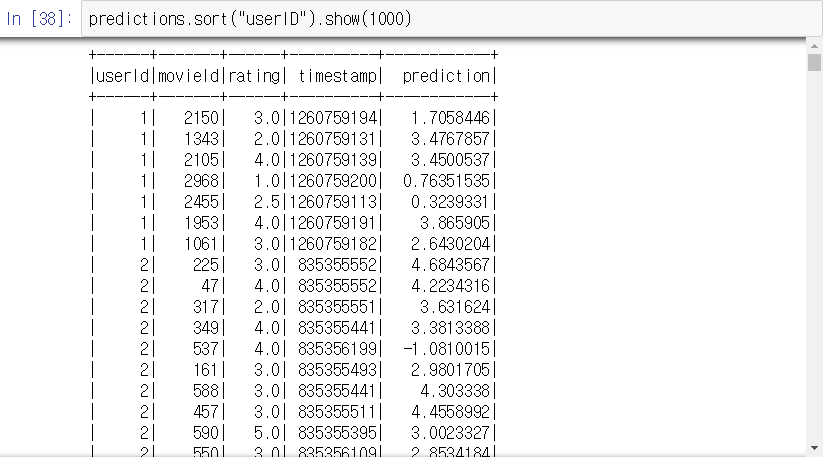 In [38]: predictions.sort("userID").show(1000)
+------+-------+------+----------+------------+
|userId|movieId|rating| timestamp|  prediction|
+------+-------+------+----------+------------+
|     1|   2150|   3.0|1260759194|   1.7058446|
|     1|   1343|   2.0|1260759131|   3.4767857|
|     1|   2105|   4.0|1260759139|   3.4500537|
|     1|   2968|   1.0|1260759200|  0.76351535|
|     1|   2455|   2.5|1260759113|   0.3239331|
|     1|   1953|   4.0|1260759191|    3.865905|
|     1|   1061|   3.0|1260759182|   2.6430204|
|     2|    225|   3.0| 835355552|   4.6843567|
|     2|     47|   4.0| 835355552|   4.2234316|
|     2|    317|   2.0| 835355551|    3.631624|
|     2|    349|   4.0| 835355441|   3.3813388|
|     2|    537|   4.0| 835356199|  -1.0810015|
|     2|    161|   3.0| 835355493|   2.9801705|
|     2|    588|   3.0| 835355441|    4.303338|
|     2|    457|   3.0| 835355511|   4.4558992|
|     2|    590|   5.0| 835355395|   3.0023327|
|     2|    550|   3.0| 835356109|   2.8534184|